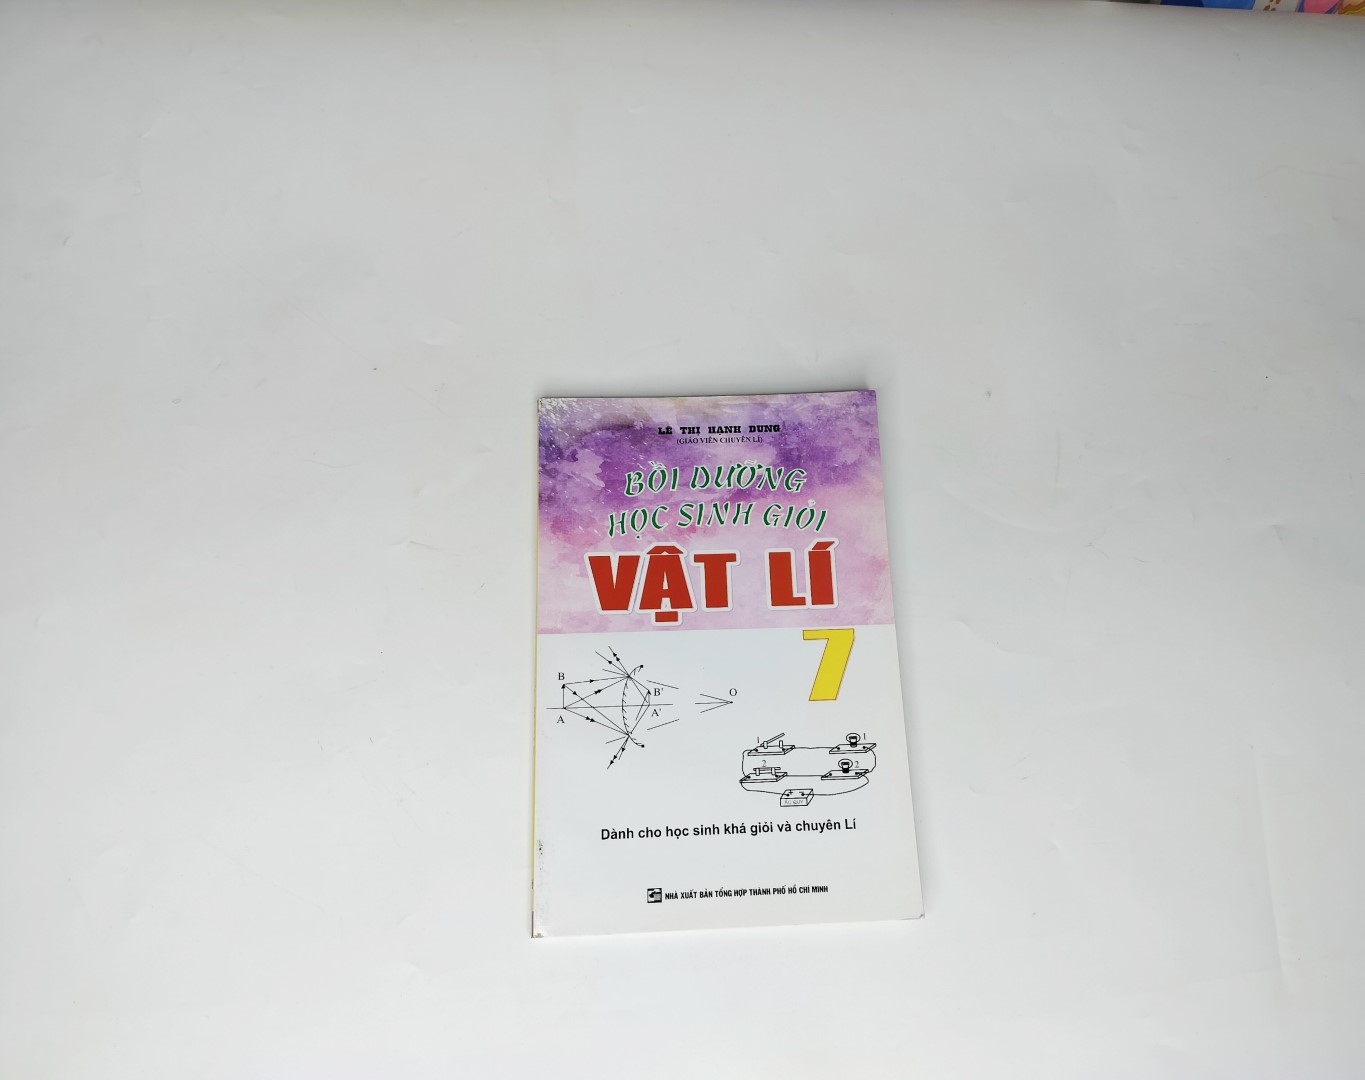 LÊ THỊ HẠNH DUNG
(GIÁO VIÊN CHUYÊN LÍ)
BỒI DƯỠNG
HỌC SINH GIỎI
VẬT LÍ
7
B
A
B'
A'
O
1
1
2
2
ẮC QUY
Dành cho học sinh khá giỏi và chuyên Lí
NHÀ XUẤT BẢN TỔNG HỢP THÀNH PHỐ HỒ CHÍ MINH